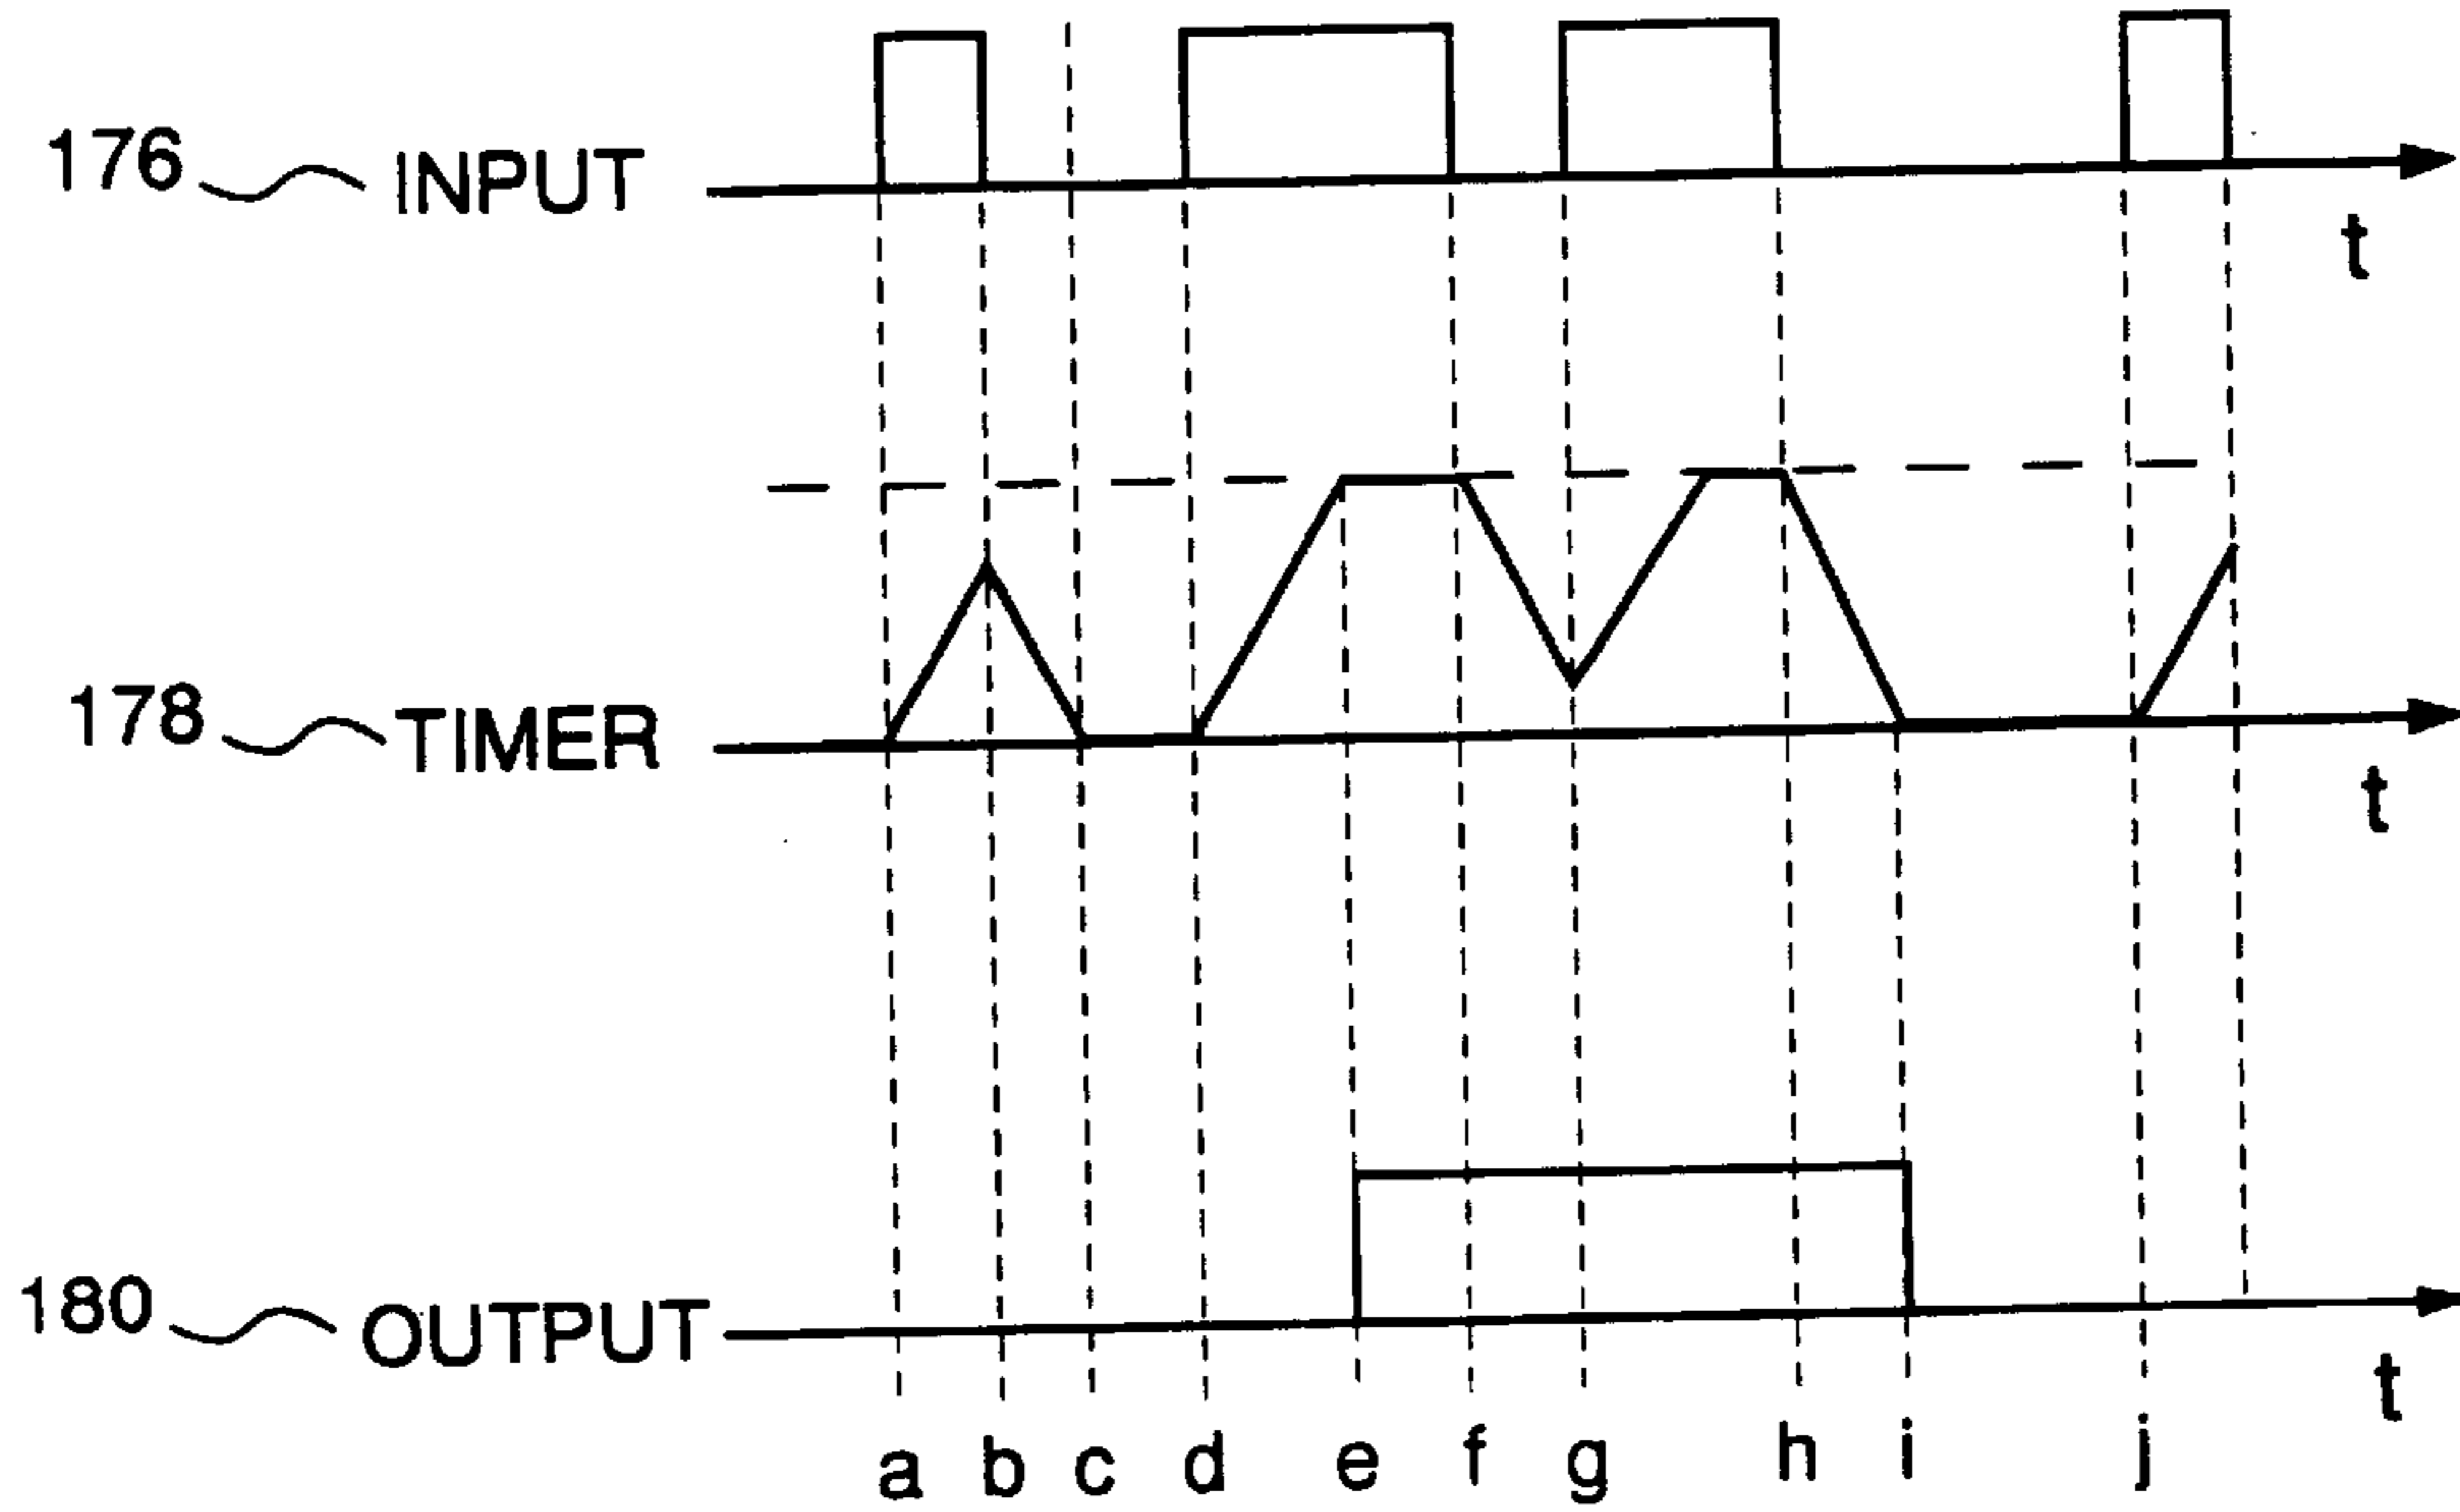 176 INPUT
t
178 TIMER
t
180 OUTPUT
t
a b c d e f g h i j